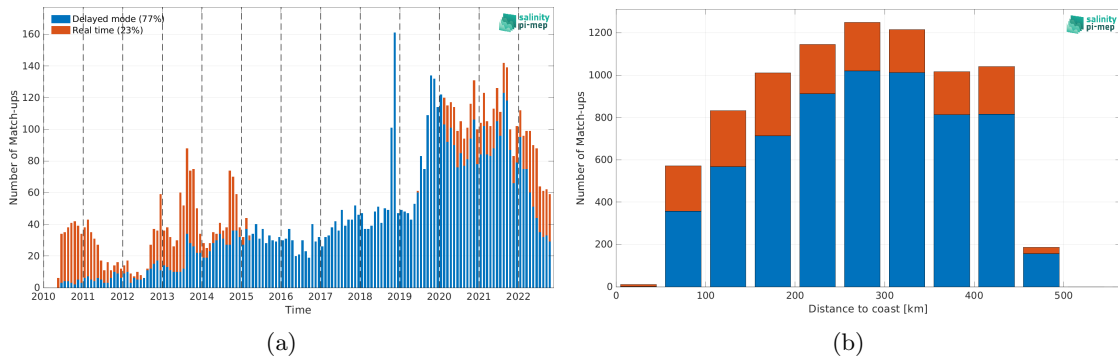 Delayed mode (77%)
Real time (23%)
salinity
pi-mep
160
140
120
100
80
60
40
20
0
Number of Match-ups
2010 2011 2012 2013 2014 2015 2016 2017 2018 2019 2020 2021 2022
Time
(a)
salinity
pi-mep
1200
1000
800
600
400
200
0
Number of Match-ups
0 100 200 300 400 500
Distance to coast [km]
(b)